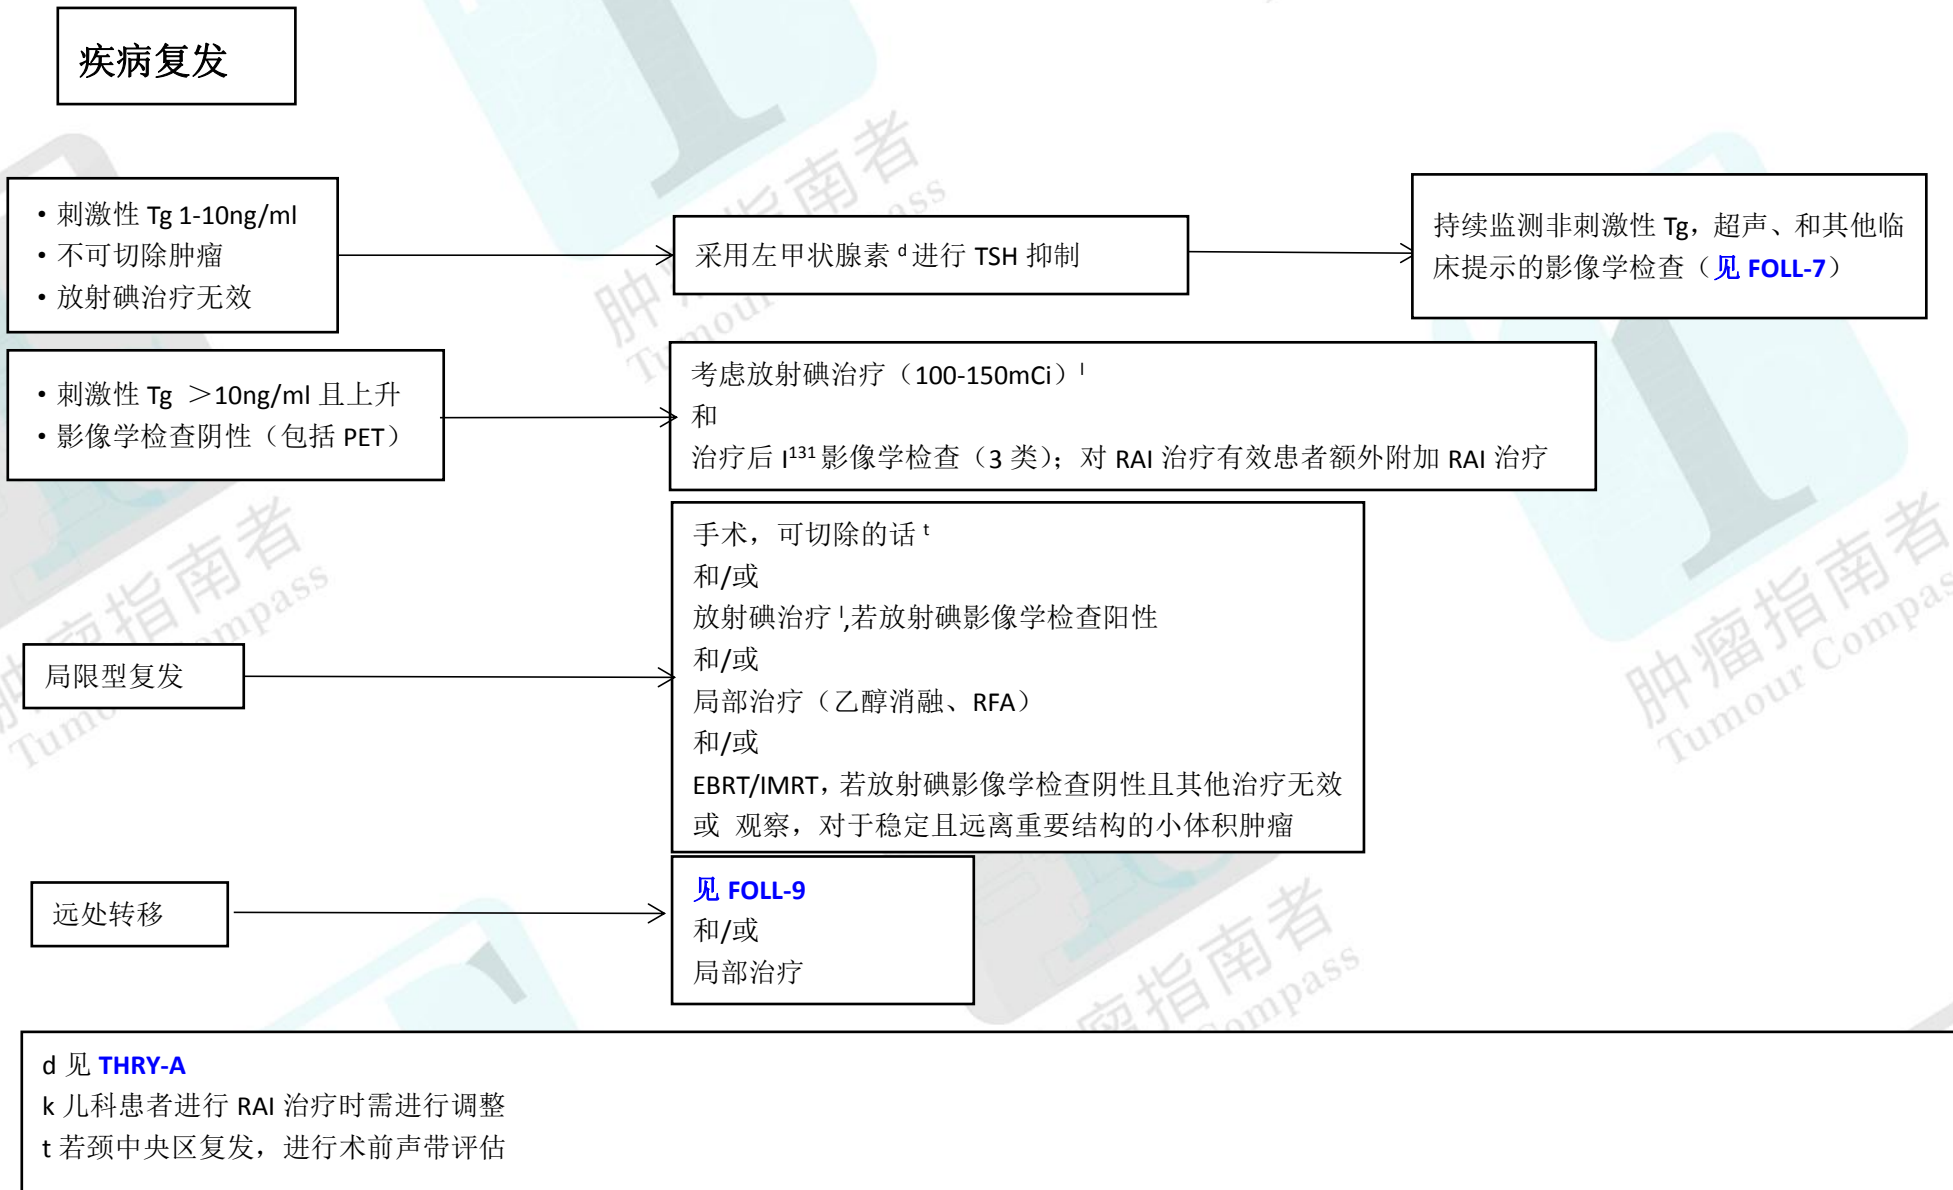 疾病复发
• 刺激性 Tg 1-10ng/ml
• 不可切除肿瘤
• 放射碘治疗无效
采用左甲状腺素 d 进行 TSH 抑制
持续监测非刺激性 Tg，超声、和其他临
床提示的影像学检查（见 FOLL-7）
• 刺激性 Tg ＞10ng/ml 且上升
• 影像学检查阴性（包括 PET）
考虑放射碘治疗（100-150mCi）l
和
治疗后 I131 影像学检查（3 类）；对 RAI 治疗有效患者额外附加 RAI 治疗
局限型复发
手术，可切除的话 t
和/或
放射碘治疗 l,若放射碘影像学检查阳性
和/或
局部治疗（乙醇消融、RFA）
和/或
EBRT/IMRT，若放射碘影像学检查阴性且其他治疗无效
或 观察，对于稳定且远离重要结构的小体积肿瘤
远处转移
见 FOLL-9
和/或
局部治疗
d 见 THRY-A
k 儿科患者进行 RAI 治疗时需进行调整
t 若颈中央区复发，进行术前声带评估
肿瘤指南者
Tumour Compass